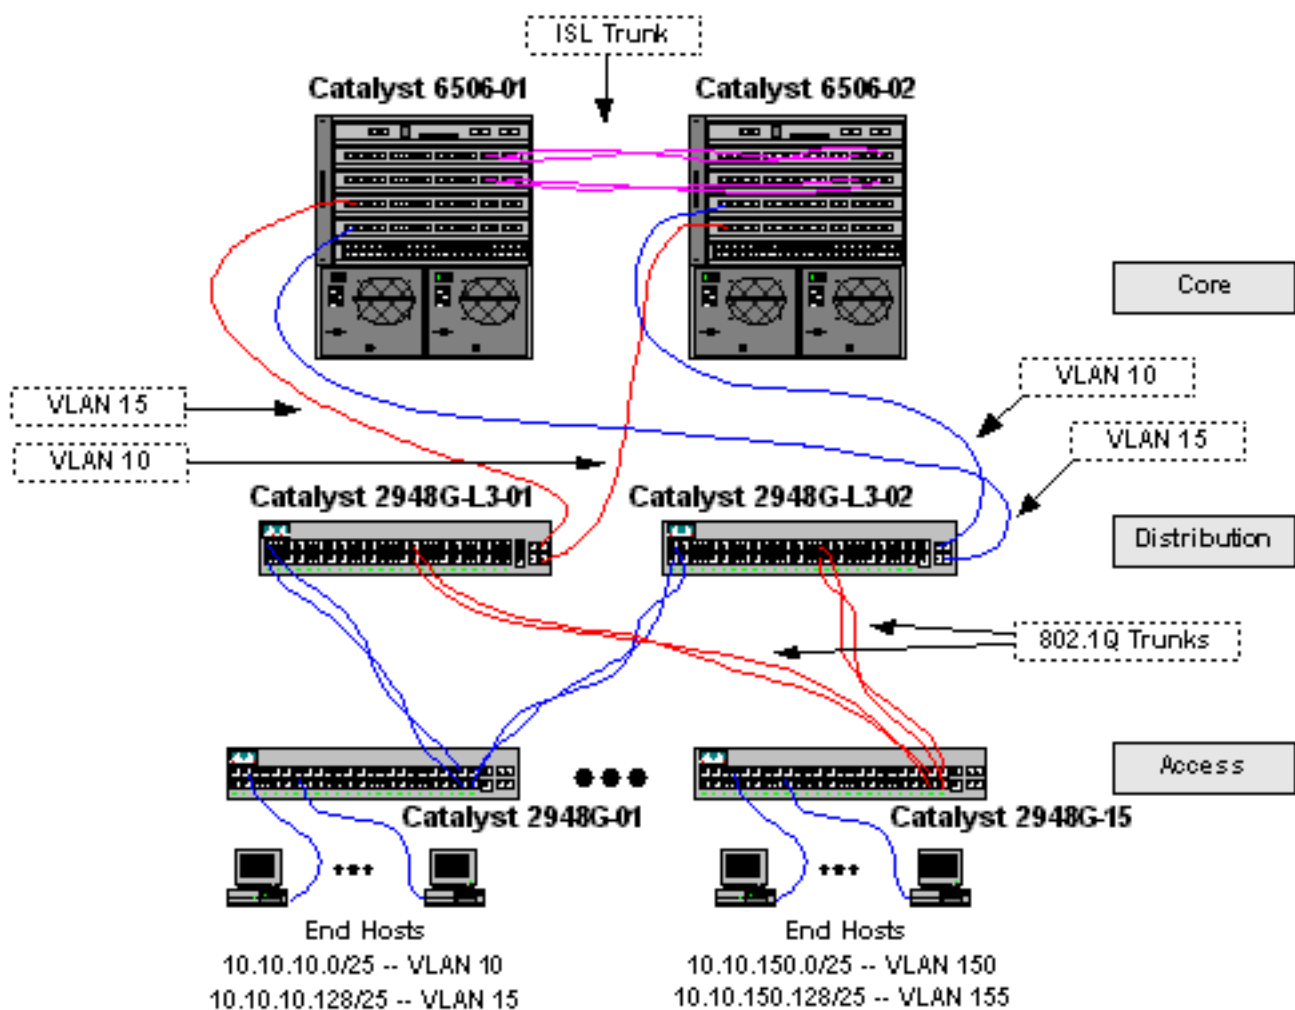 ISL Trunk
Catalyst 6506-01
Catalyst 6506-02
Core
VLAN 10
VLAN 15
VLAN 15
VLAN 10
Catalyst 2948G-L3-01
Catalyst 2948G-L3-02
Distribution
802.1Q Trunks
Access
Catalyst 2948G-01
Catalyst 2948G-15
End Hosts
10.10.10.0/25 -- VLAN 10
10.10.10.128/25 -- VLAN 15
End Hosts
10.10.150.0/25 -- VLAN 150
10.10.150.128/25 -- VLAN 155